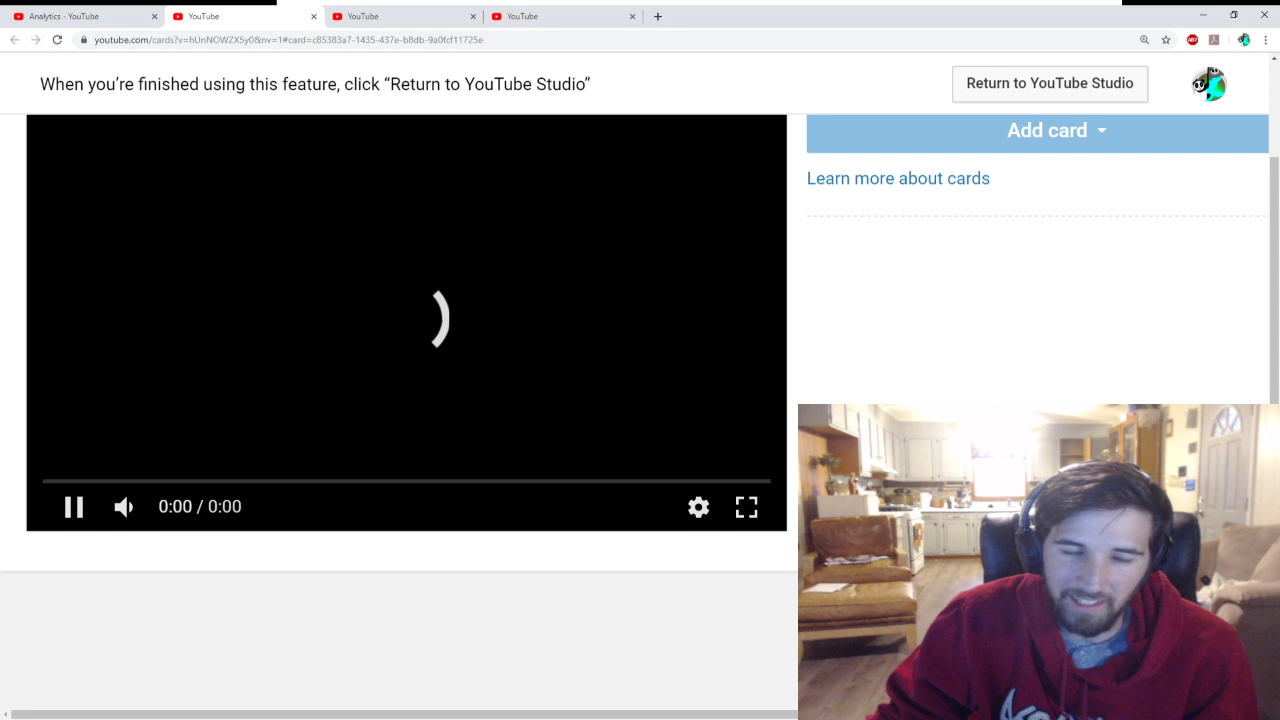 Analytics - YouTube
YouTube
YouTube
YouTube
youtube.com/cards?v=hUnNOWZX5y0&nv=1#card=c85383a7-1435-437e-b8db-9a0fcf11725e
ABP
When you’re finished using this feature, click “Return to YouTube Studio”
Return to YouTube Studio
Add card
Learn more about cards
0:00 / 0:00